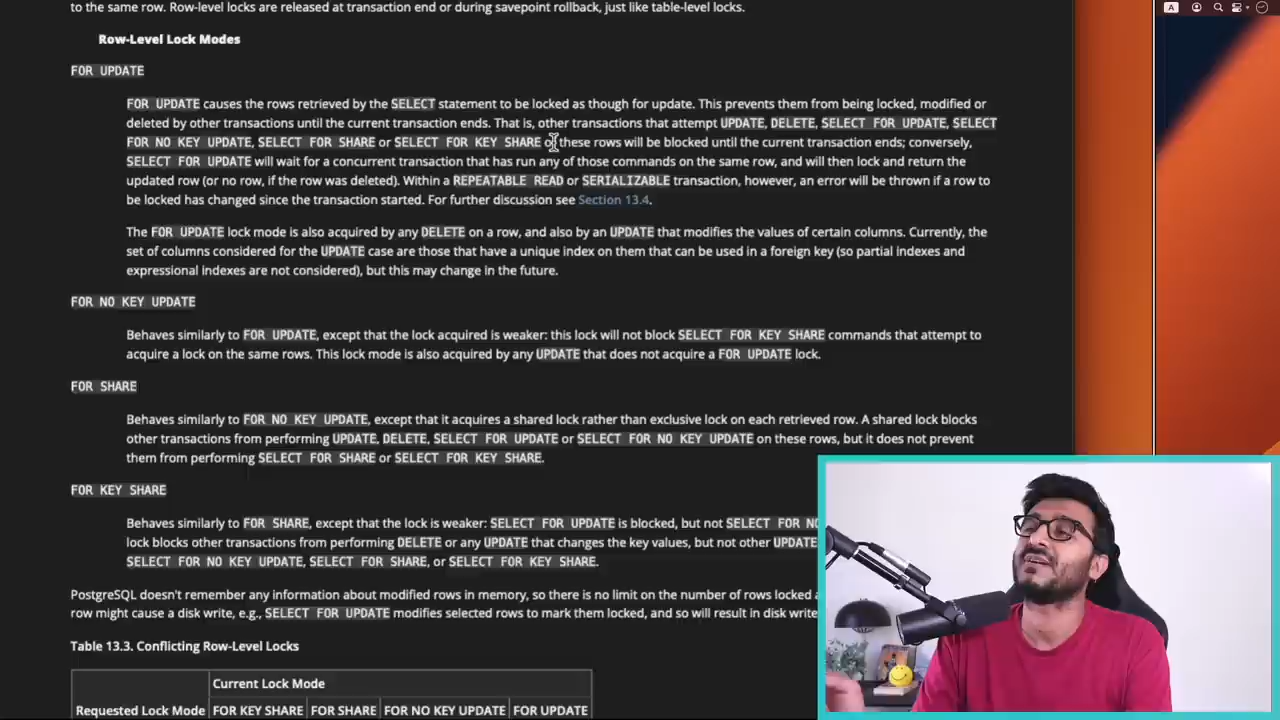 to the same row. Row-level locks are released at transaction end or during savepoint rollback, just like table-level locks.
Row-Level Lock Modes
FOR UPDATE
FOR UPDATE causes the rows retrieved by the SELECT statement to be locked as though for update. This prevents them from being locked, modified or
deleted by other transactions until the current transaction ends. That is, other transactions that attempt UPDATE, DELETE, SELECT FOR UPDATE, SELECT
FOR NO KEY UPDATE, SELECT FOR SHARE or SELECT FOR KEY SHARE of these rows will be blocked until the current transaction ends; conversely,
SELECT FOR UPDATE will wait for a concurrent transaction that has run any of those commands on the same row, and will then lock and return the
updated row (or no row, if the row was deleted). Within a REPEATABLE READ or SERIALIZABLE transaction, however, an error will be thrown if a row to
be locked has changed since the transaction started. For further discussion see Section 13.4.
The FOR UPDATE lock mode is also acquired by any DELETE on a row, and also by an UPDATE that modifies the values of certain columns. Currently, the
set of columns considered for the UPDATE case are those that have a unique index on them that can be used in a foreign key (so partial indexes and
expressional indexes are not considered), but this may change in the future.
FOR NO KEY UPDATE
Behaves similarly to FOR UPDATE, except that the lock acquired is weaker: this lock will not block SELECT FOR KEY SHARE commands that attempt to
acquire a lock on the same rows. This lock mode is also acquired by any UPDATE that does not acquire a FOR UPDATE lock.
FOR SHARE
Behaves similarly to FOR NO KEY UPDATE, except that it acquires a shared lock rather than exclusive lock on each retrieved row. A shared lock blocks
other transactions from performing UPDATE, DELETE, SELECT FOR UPDATE or SELECT FOR NO KEY UPDATE on these rows, but it does not prevent
them from performing SELECT FOR SHARE or SELECT FOR KEY SHARE.
FOR KEY SHARE
Behaves similarly to FOR SHARE, except that the lock is weaker: SELECT FOR UPDATE is blocked, but not SELECT FOR NO
lock blocks other transactions from performing DELETE or any UPDATE that changes the key values, but not other UPDATE
SELECT FOR NO KEY UPDATE, SELECT FOR SHARE, or SELECT FOR KEY SHARE.
PostgreSQL doesn't remember any information about modified rows in memory, so there is no limit on the number of rows locked
row might cause a disk write, e.g., SELECT FOR UPDATE modifies selected rows to mark them locked, and so will result in disk write
Table 13.3. Conflicting Row-Level Locks
Current Lock Mode
Requested Lock Mode FOR KEY SHARE FOR SHARE FOR NO KEY UPDATE FOR UPDATE
A